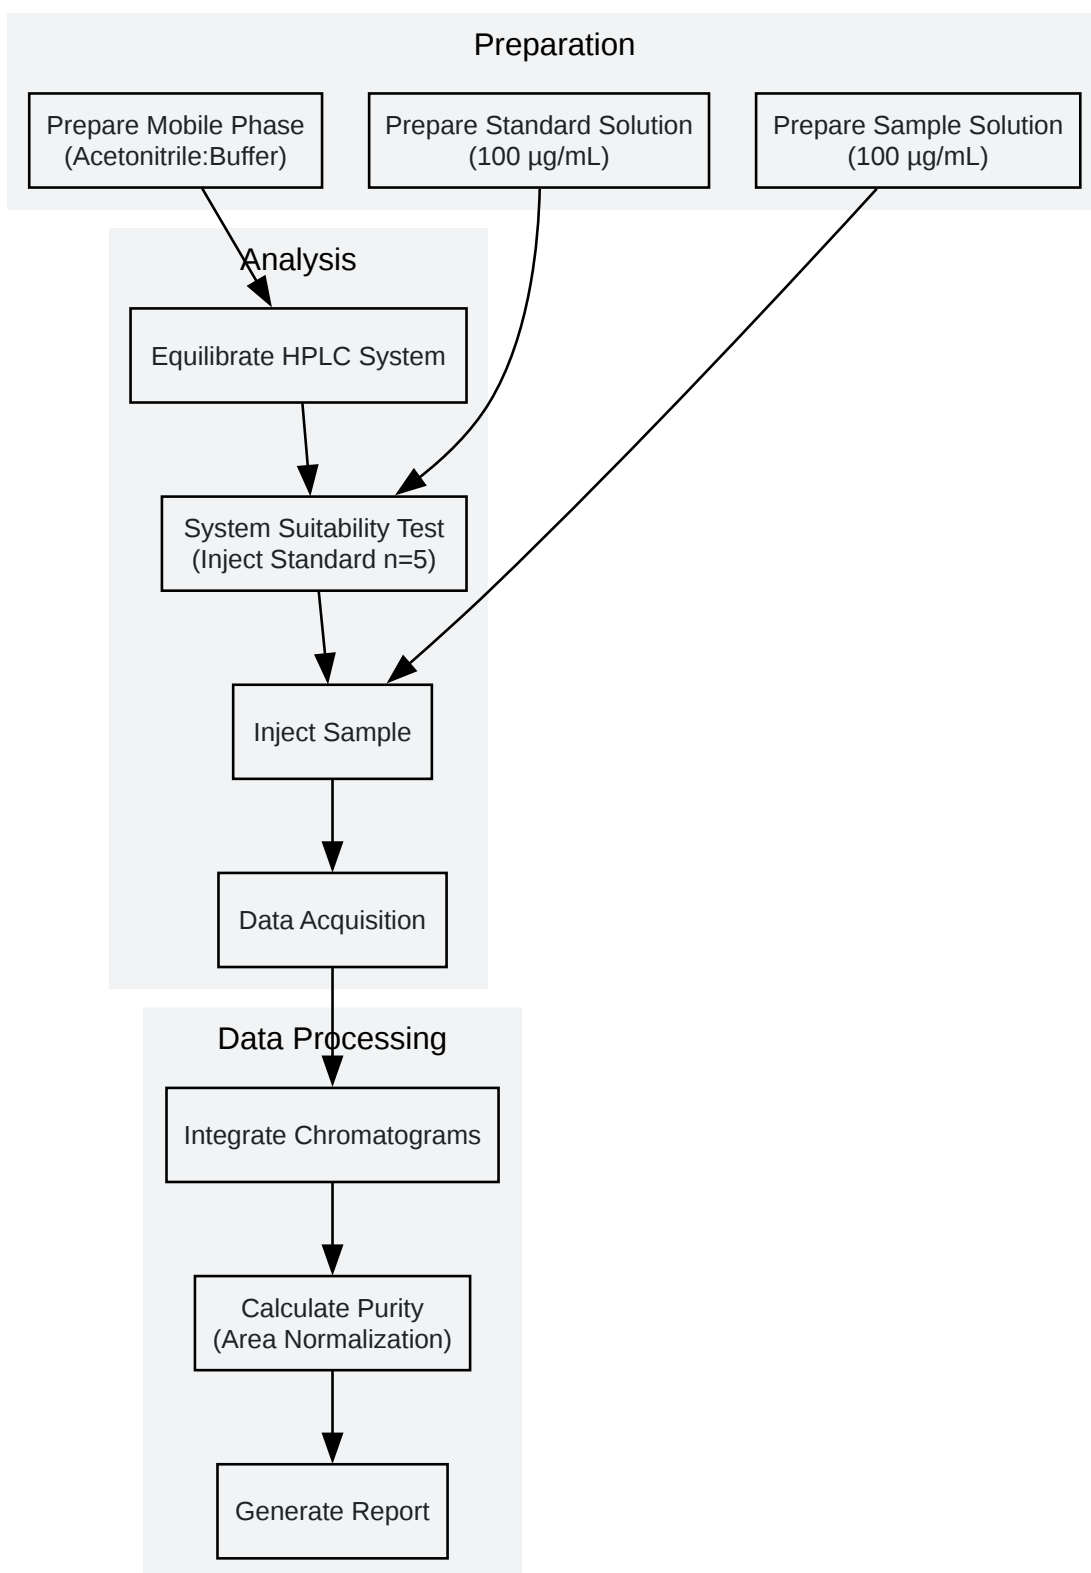 Preparation
Prepare Mobile Phase
(Acetonitrile:Buffer)
Prepare Standard Solution
(100 µg/mL)
Prepare Sample Solution
(100 µg/mL)
Analysis
Equilibrate HPLC System
System Suitability Test
(Inject Standard n=5)
Inject Sample
Data Acquisition
Data Processing
Integrate Chromatograms
Calculate Purity
(Area Normalization)
Generate Report